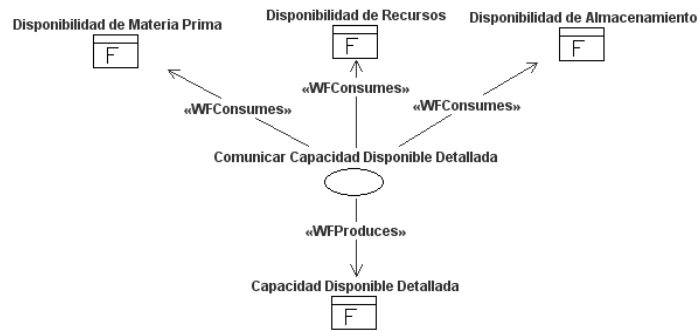 Disponibilidad de Materia Prima
Disponibilidad de Recursos
Disponibilidad de Almacenamiento
F
F
F
«WFConsumes»
«WFConsumes»
«WFConsumes»
Comunicar Capacidad Disponible Detallada
«WFProduces»
Capacidad Disponible Detallada
F